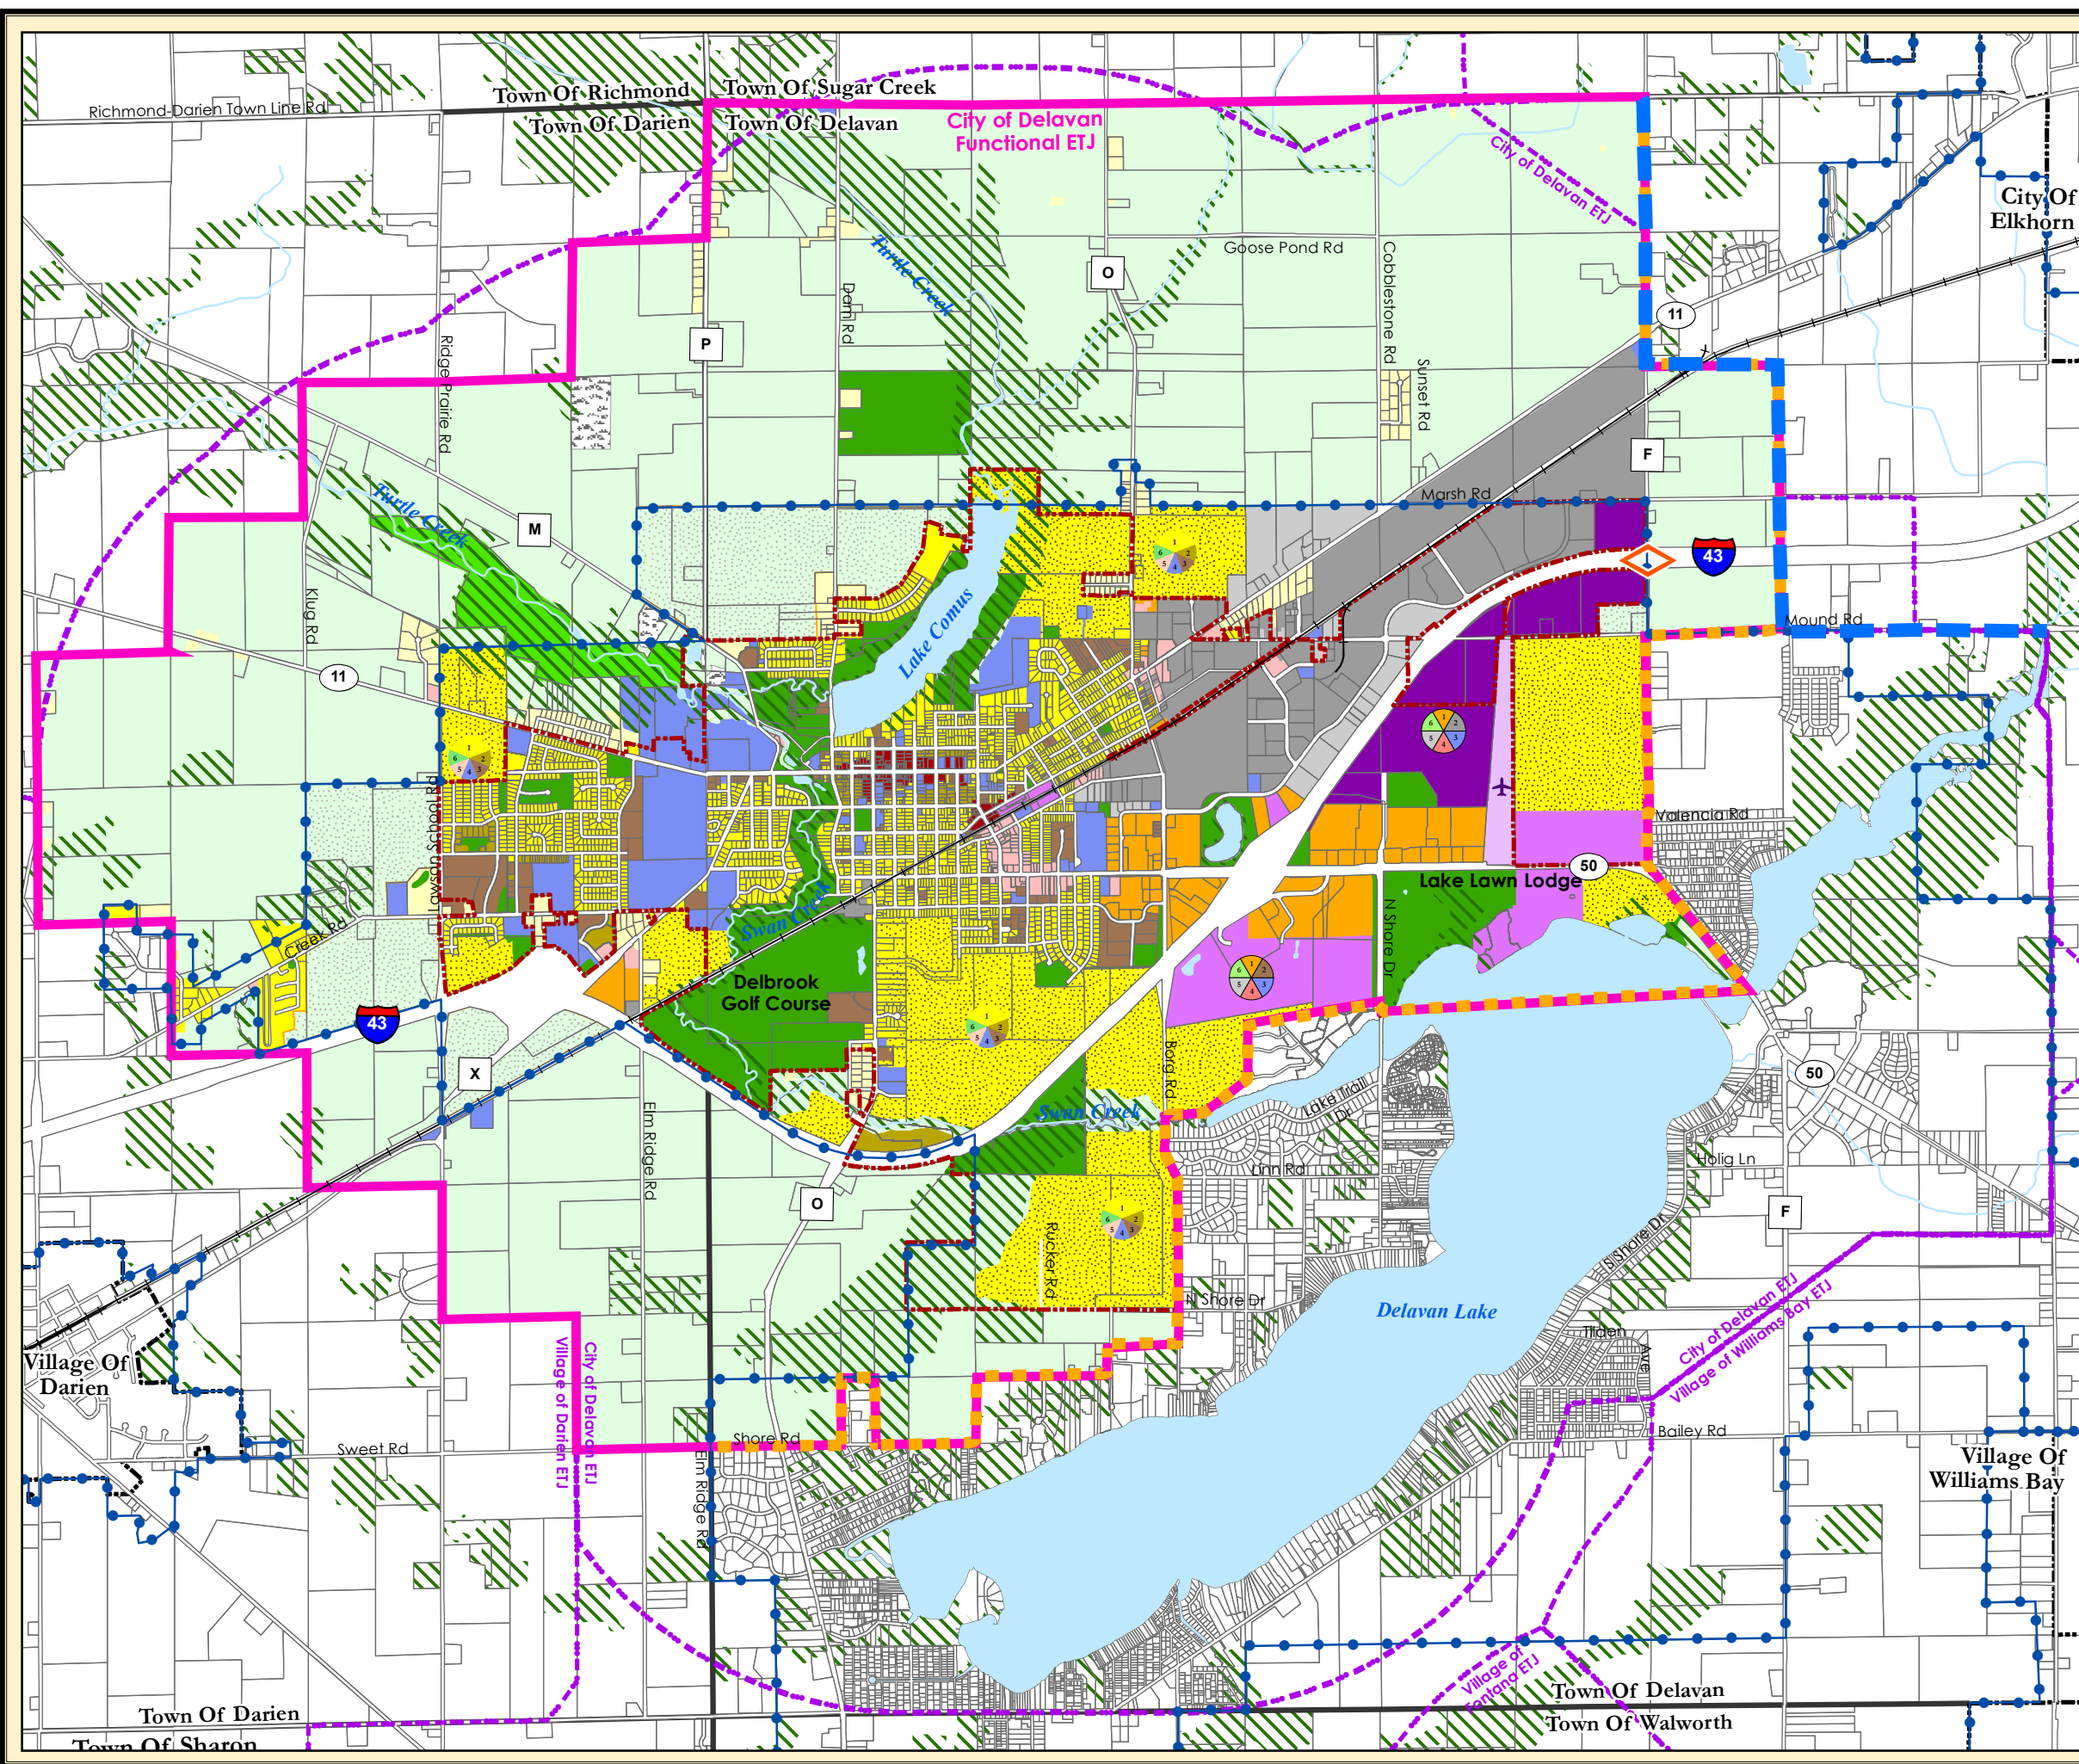 Richmond-Darien Town Line Rd
Town Of Richmond
Town Of Sugar Creek
Town Of Darien
Town Of Delavan
City of Delavan
Functional ETJ
City of Delavan ETJ
City Of
Elkhorn
Turtle Creek
Goose Pond Rd
O
11
Dam Rd
Cobblestone Rd
P
Ridge Prairie Rd
Sunset Rd
F
Turtle Creek
Marsh Rd
M
43
Klug Rd
Lake Comus
Mound Rd
11
Valencia Rd
50
Lake Lawn Lodge
Creek Rd
Swan Creek
N Shore Dr
Delbrook
Golf Course
43
X
Borg Rd
50
Swan Creek
Lake Trail
Dr
Elm Ridge Rd
Linn Rd
Holig Ln
O
F
Rucker Rd
N Shore Dr
S Shore Dr
N Shore Dr
Delavan Lake
City of Delavan ETJ
Village of Williams Bay ETJ
Tilden
Ave
Village Of
Darien
Village of Darien ETJ
City of Delavan ETJ
Sweet Rd
Shore Rd
Bailey Rd
Elm Ridge Rd
Village Of
Williams Bay
Village of
Fontana ETJ
Town Of Darien
Town Of Delavan
Town Of Walworth
Town Of Sharon